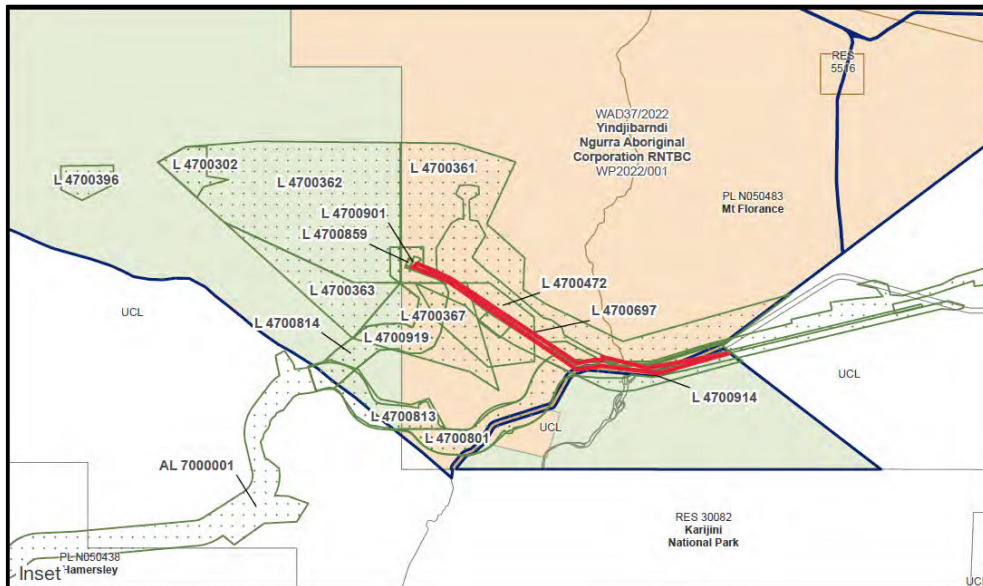 RES
5516
WAD37/2022
Yindjibarndi
Ngurra Aboriginal
Corporation RNTBC
WP2022/001
L 4700396
L 4700302
L 4700362
L 4700361
PL N050483
Mt Florance
L 4700901
L 4700859
L 4700472
L 4700363
L 4700367
L 4700697
UCL
L 4700814
L 4700919
UCL
L 4700914
L 4700813
UCL
L 4700801
AL 7000001
RES 30082
Karijini
National Park
PL N050438
Hamersley
Inset
UCL